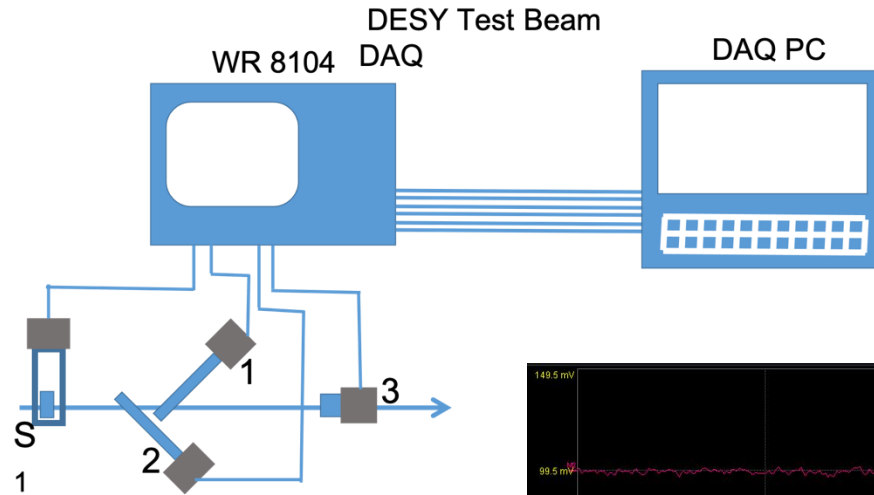 DESY Test Beam
DAQ
WR 8104
DAQ PC
1
3
S
2
1
149.5 mV
99.5 mV